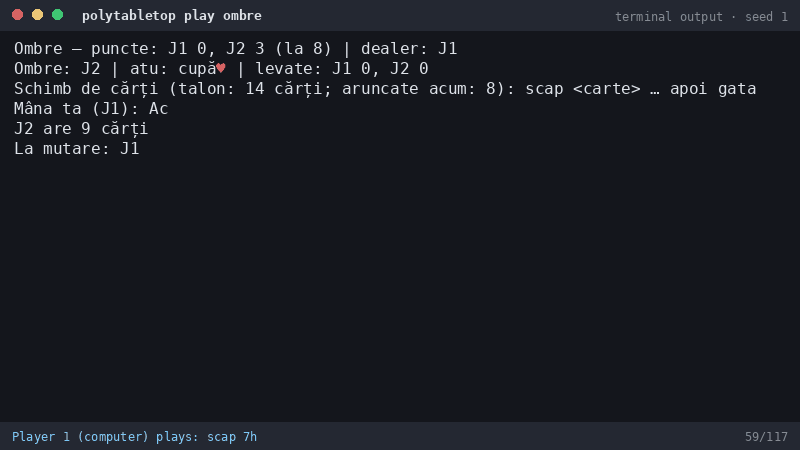 polytabletop play ombre
terminal output · seed 1
Ombre — puncte: J1 0, J2 3 (la 8) | dealer: J1
Ombre: J2 | atu: cupă♥ | levate: J1 0, J2 0
Schimb de cărți (talon: 14 cărți; aruncate acum: 8): scap <carte> … apoi gata
Mâna ta (J1): Ac
J2 are 9 cărți
La mutare: J1
Player 1 (computer) plays: scap 7h
59/117